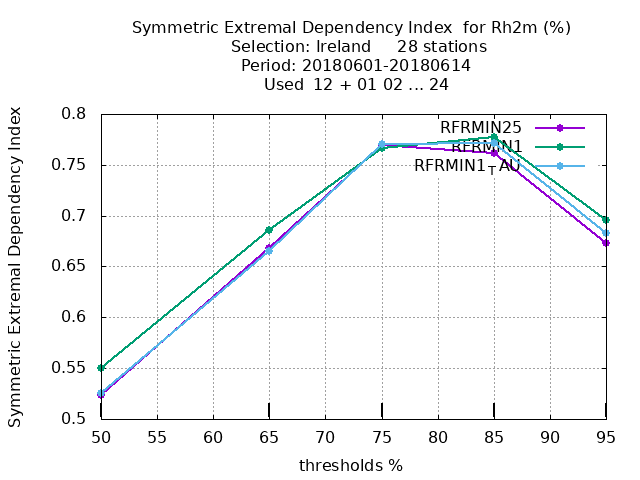 Symmetric Extremal Dependency Index  for Rh2m (%)
Selection: Ireland     28 stations
Period: 20180601-20180614
Used  12 + 01 02 ... 24
Symmetric Extremal Dependency Index
0.8
0.75
0.7
0.65
0.6
0.55
0.5
RFRMIN25
RFRMIN1
RFRMIN1TAU
50 55 60 65 70 75 80 85 90 95
thresholds %